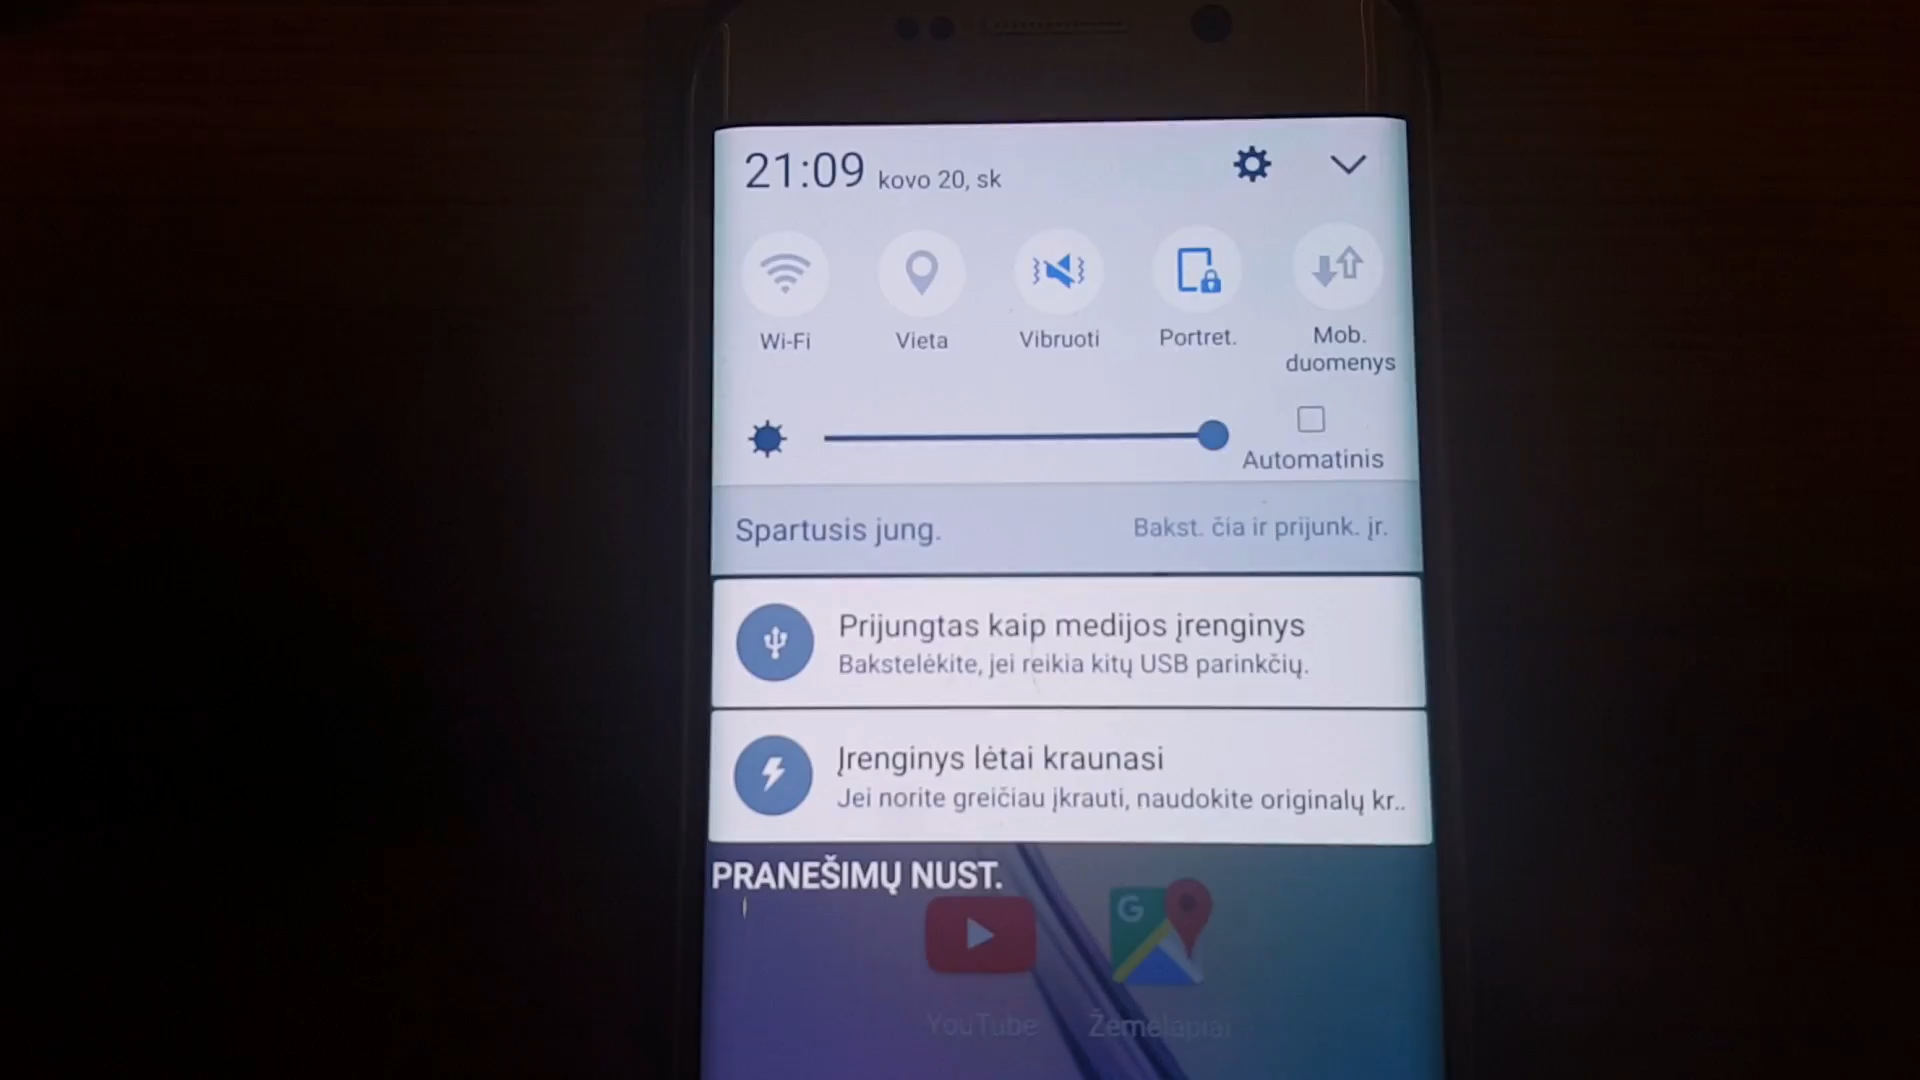 21:09 kovo 20, sk
Wi-Fi
Vieta
Vibruoti
Portret.
Mob.
duomenys
Automatinis
Spartusis jung.
Bakst. čia ir prijunk. įr.
Prijungtas kaip medijos įrenginys
Bakstelėkite, jei reikia kitų USB parinkčių.
Įrenginys lėtai kraunasi
Jei norite greičiau įkrauti, naudokite originalų kr..
PRANEŠIMŲ NUST.
G
YouTube
Žemėlapiai